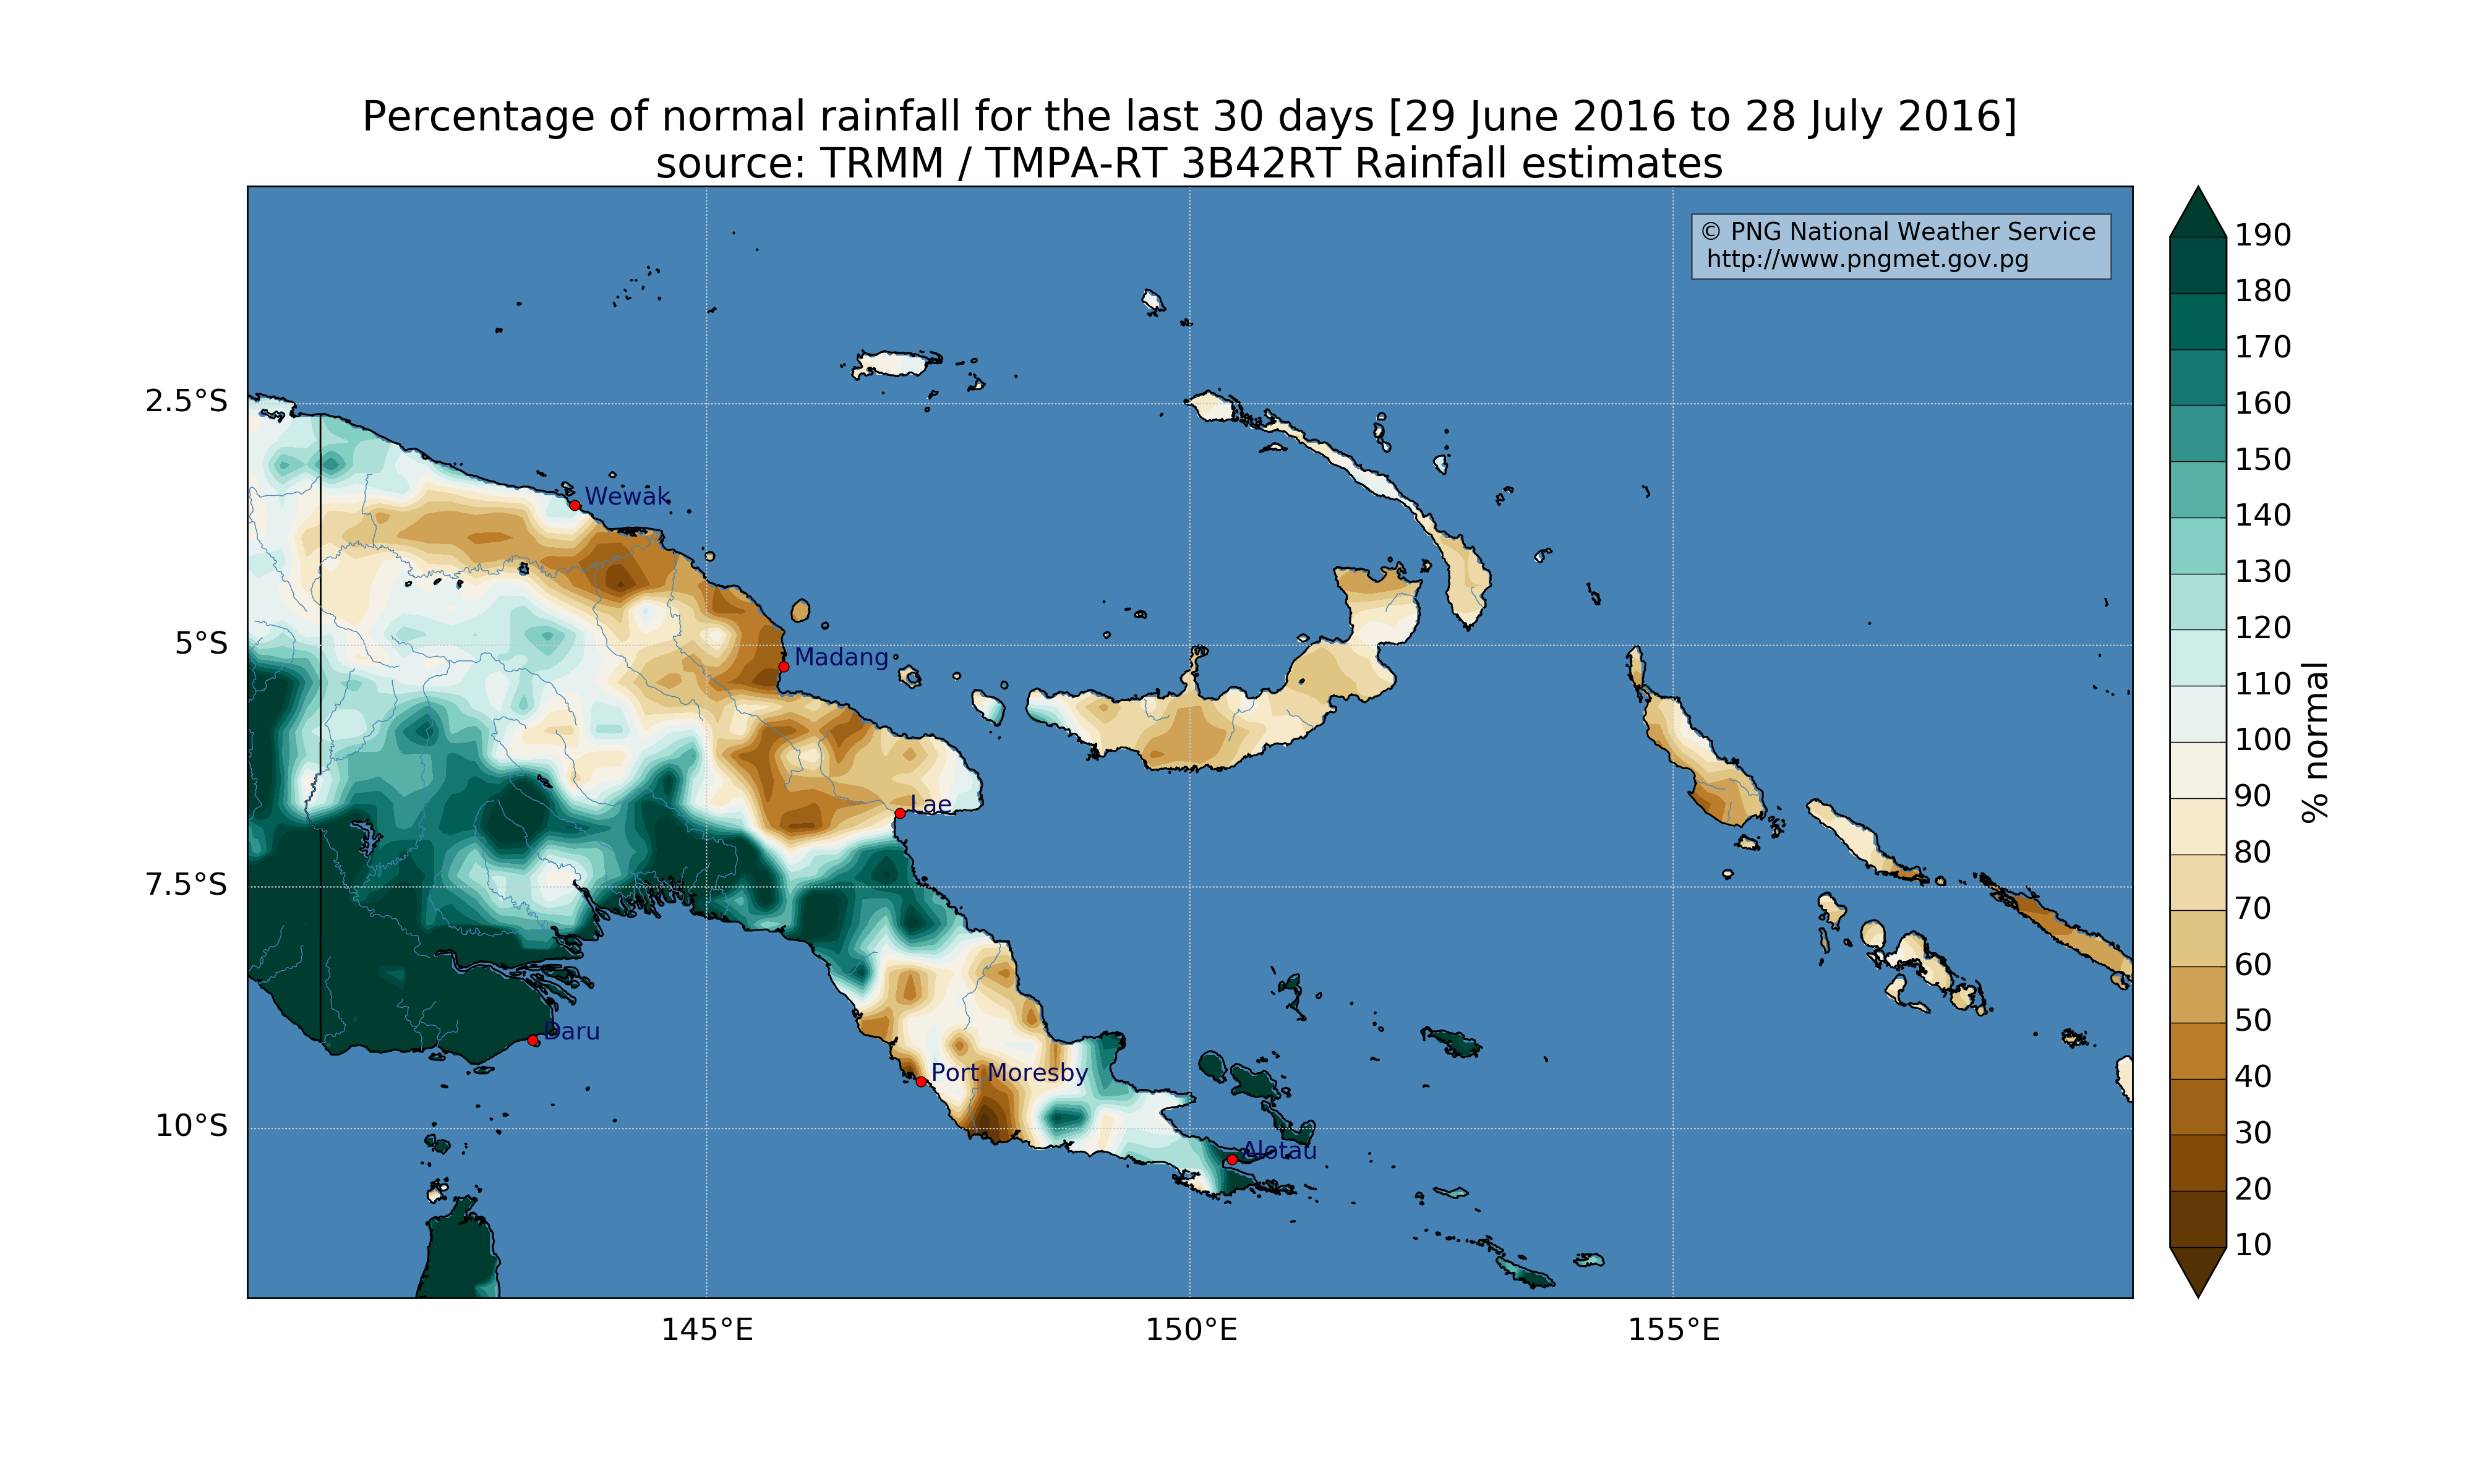 Percentage of normal rainfall for the last 30 days [29 June 2016 to 28 July 2016]
source: TRMM / TMPA-RT 3B42RT Rainfall estimates
© PNG National Weather Service
http://www.pngmet.gov.pg
2.5°S
5°S
7.5°S
10°S
Wewak
Madang
Lae
Daru
Port Moresby
Alotau
145°E
150°E
155°E
190
180
170
160
150
140
130
120
110
100
90
80
70
60
50
40
30
20
10
% normal